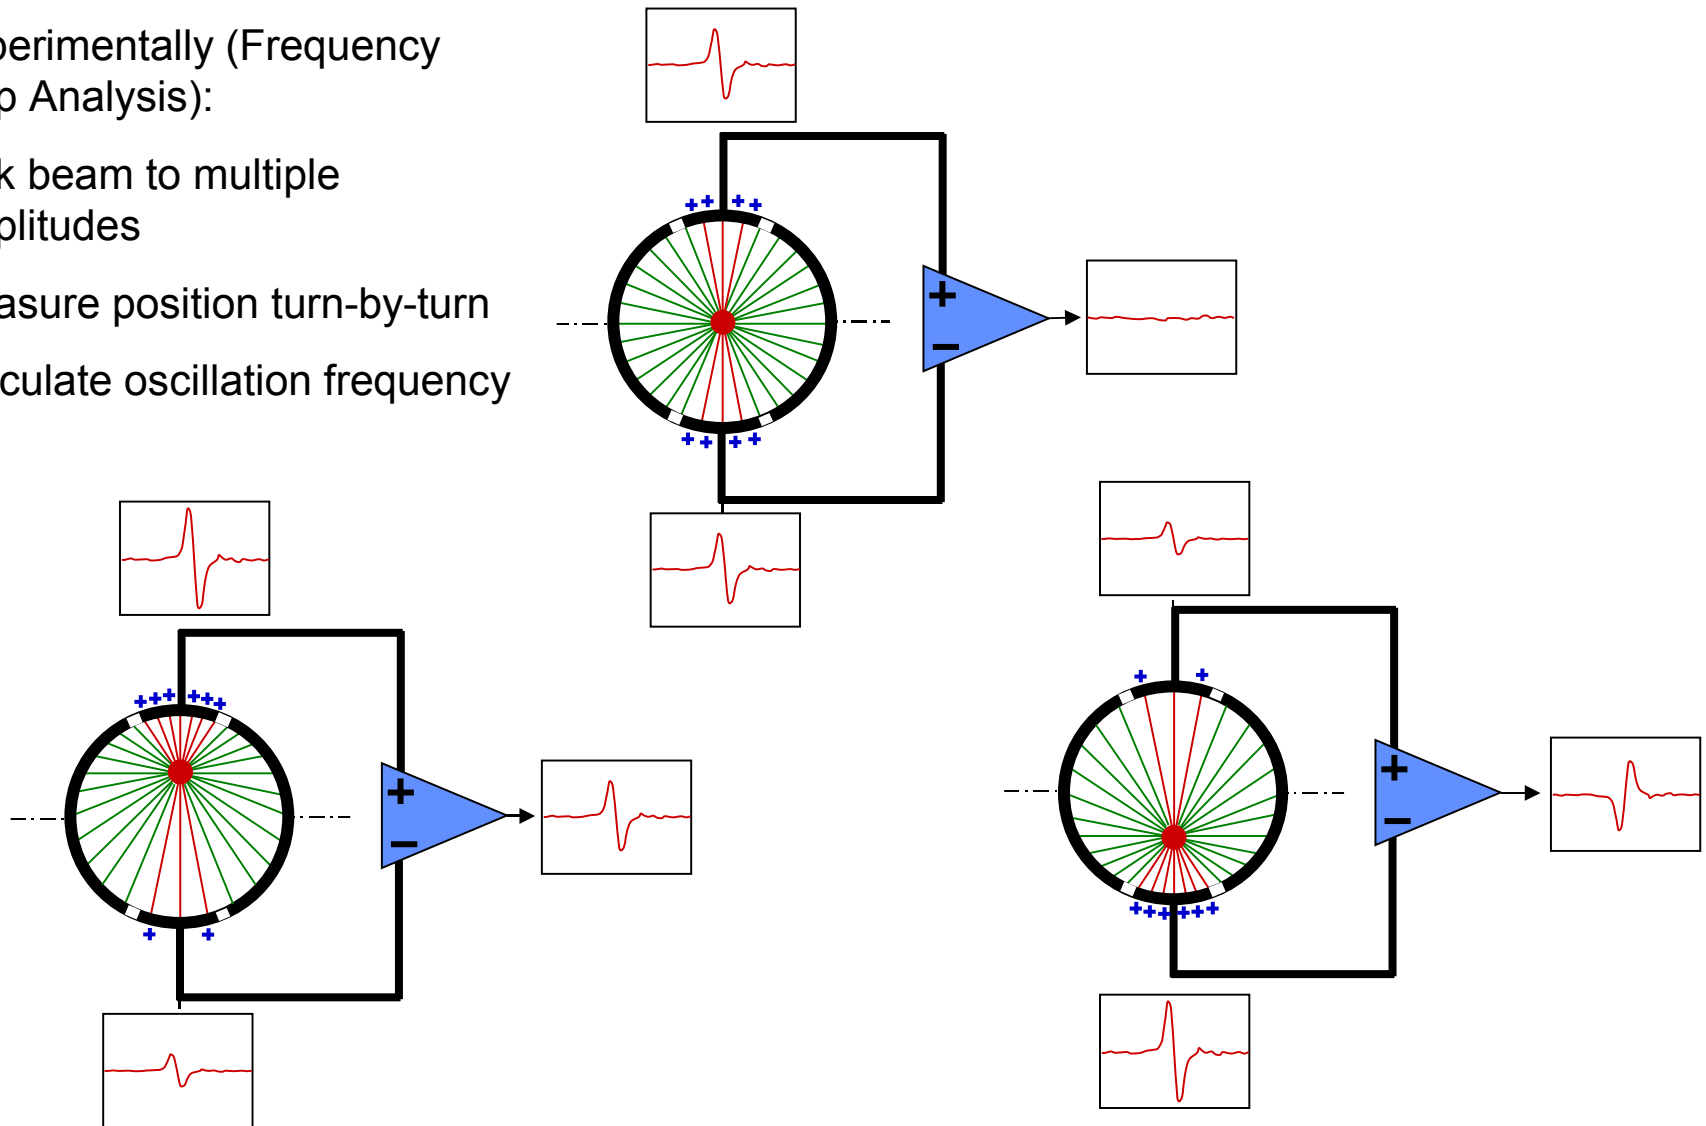 perimentally (Frequency
p Analysis):
k beam to multiple
plitudes
asure position turn-by-turn
culate oscillation frequency